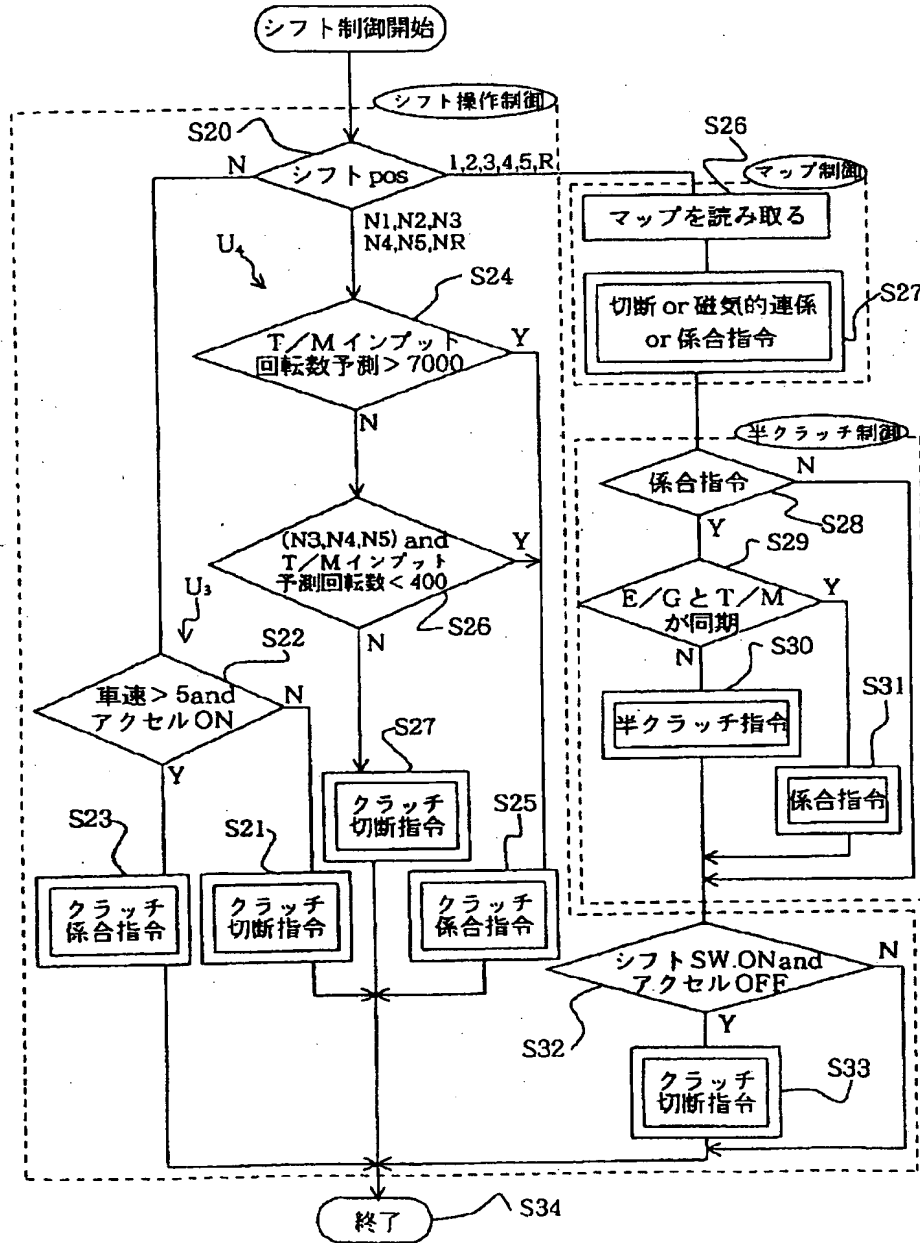 シフト制御開始
シフト操作制御
S20
シフトpos
N
1,2,3,4,5,R
S26
マップ制御
マップを読み取る
N1,N2,N3
N4,N5,NR
U4
S24
切断 or 磁気的連係
or 係合指令
S27
T/Mインプット
回転数予測>7000
Y
N
半クラッチ制御
係合指令
N
S28
Y
(N3,N4,N5) and
T/Mインプット
予測回転数<400
Y
S26
N
S29
E/GとT/M
が同期
Y
N
U3
S22
車速>5and
アクセルON
N
Y
S30
半クラッチ指令
S31
係合指令
S27
クラッチ
切断指令
S23
クラッチ
係合指令
S21
クラッチ
切断指令
S25
クラッチ
係合指令
シフトSW.ONand
アクセルOFF
N
S32
Y
S33
クラッチ
切断指令
終了
S34